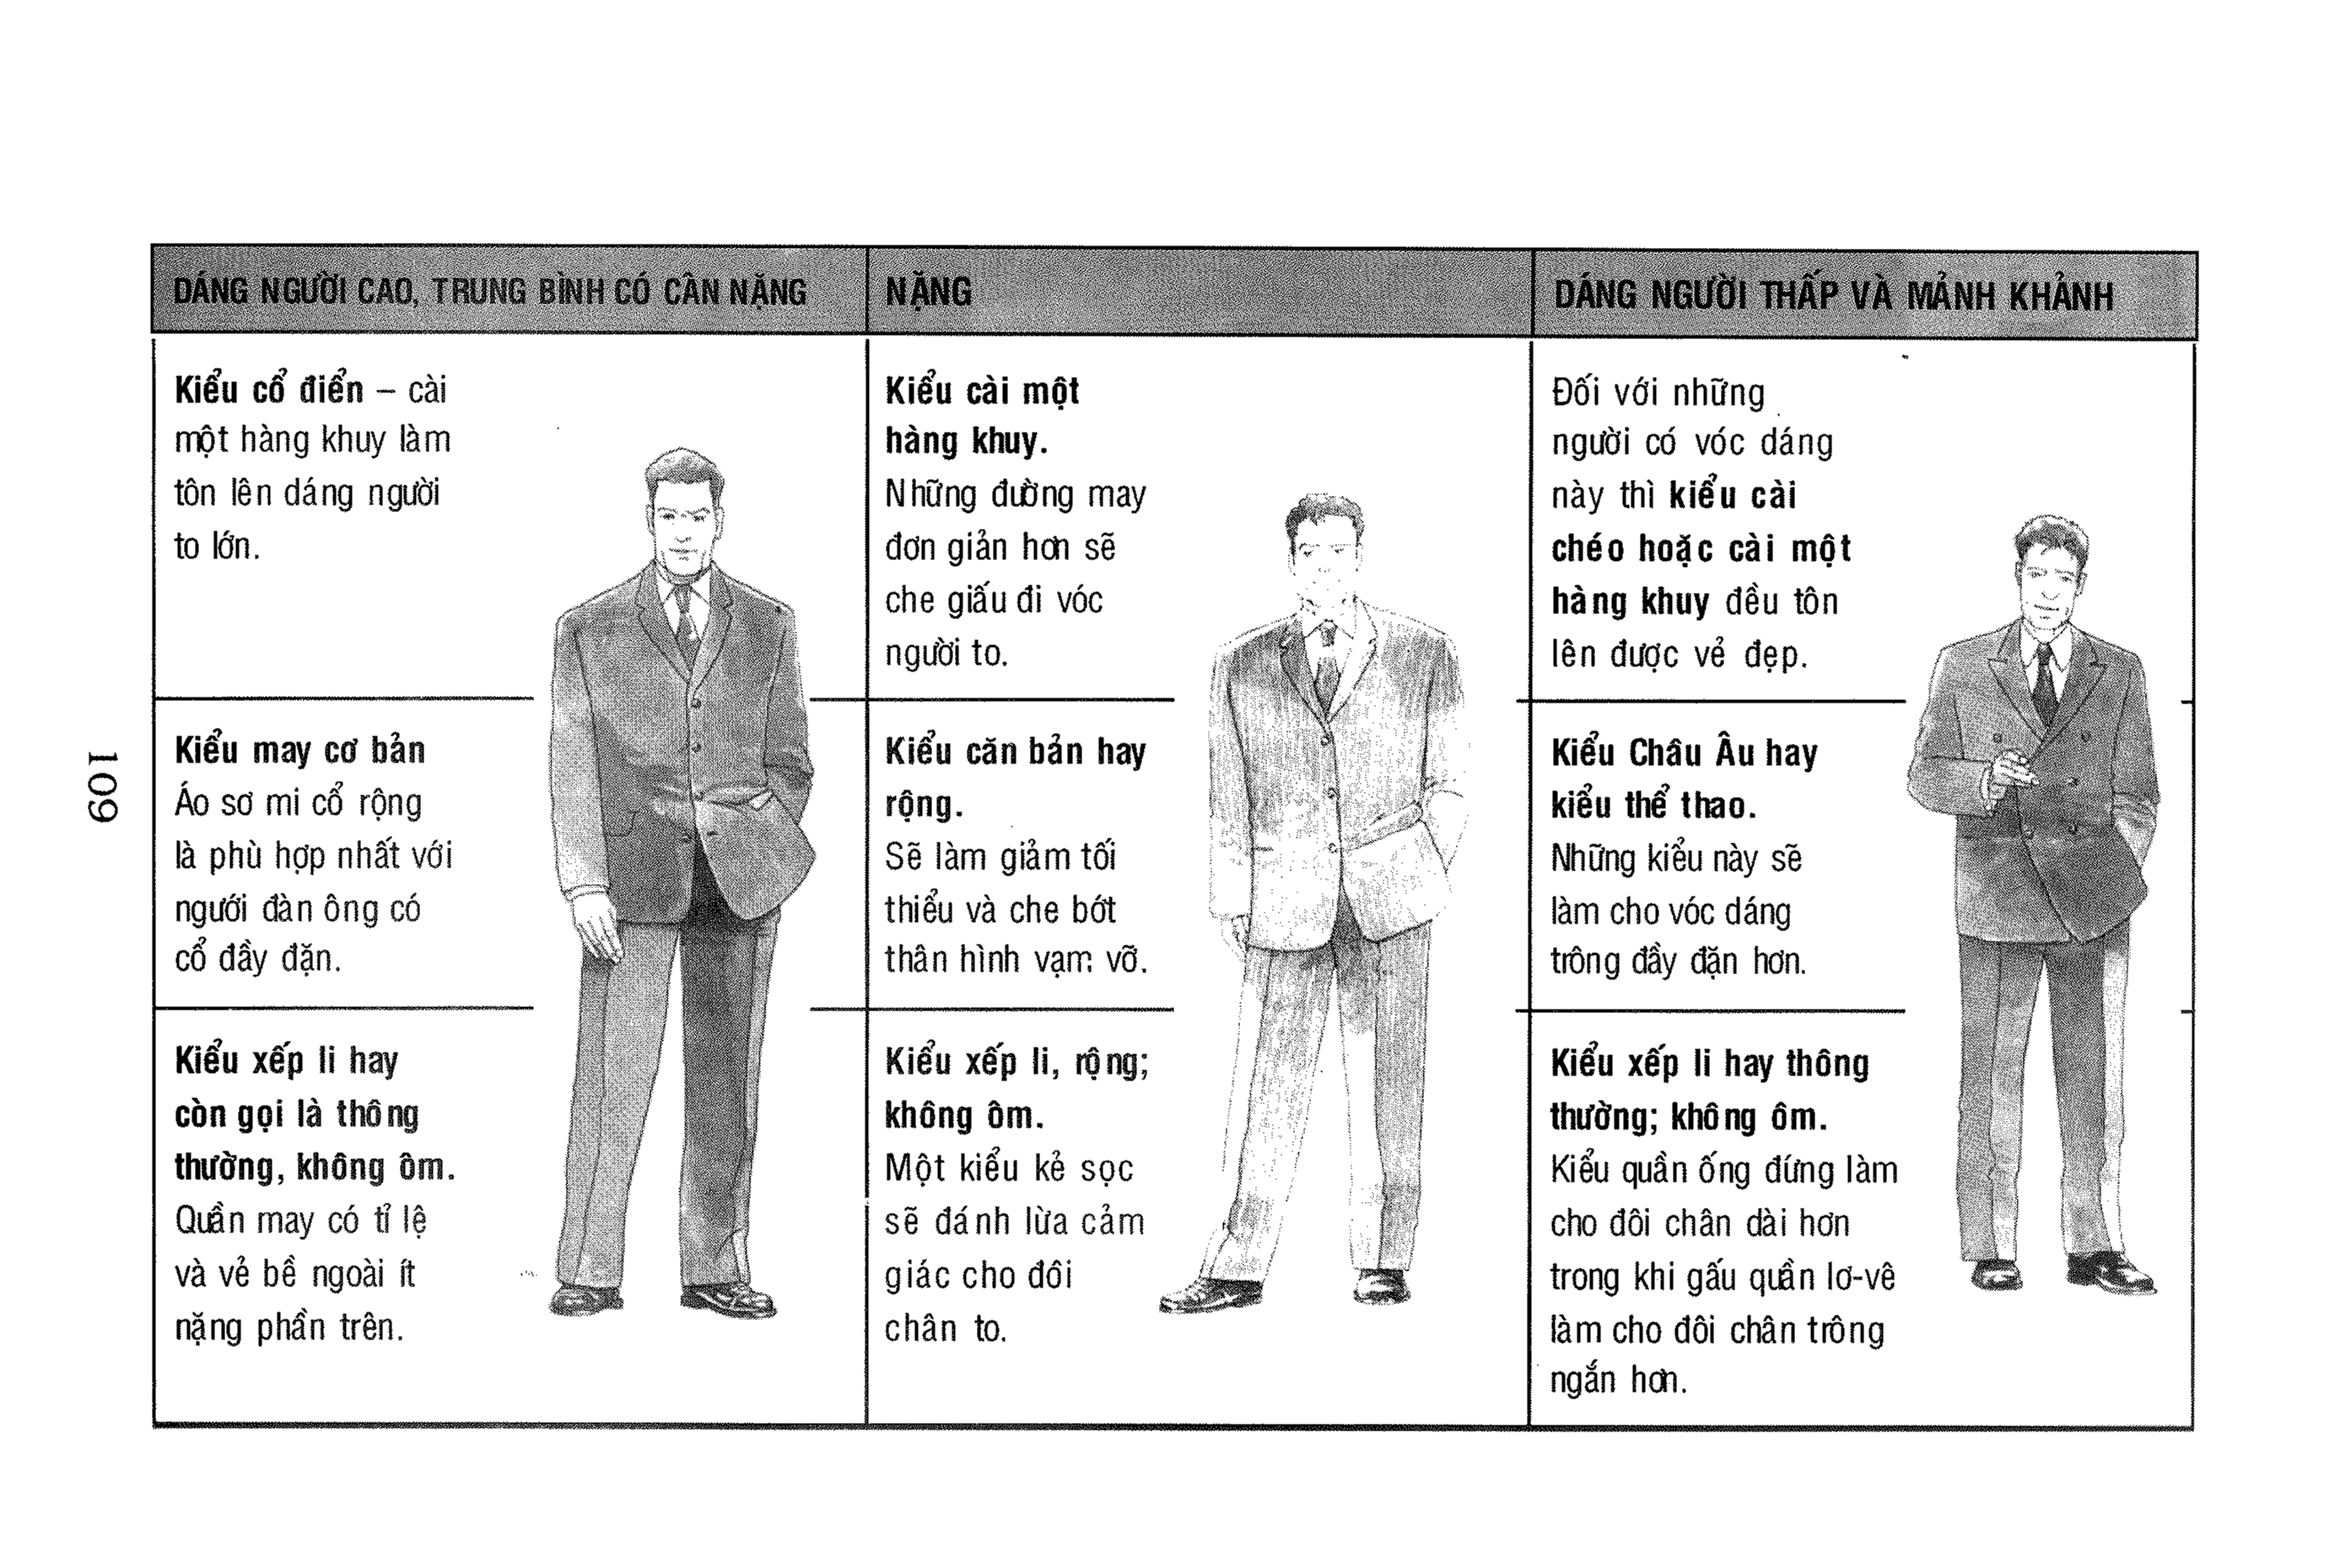 DÁNG NGƯỜI CAO, TRUNG BÌNH CÓ CÂN NẶNG
Kiểu cổ điển – cài
một hàng khuy làm
tôn lên dáng người
to lớn.
Kiểu may cơ bản
Áo sơ mi cổ rộng
là phù hợp nhất với
ngưới đàn ông có
cổ đầy đặn.
Kiểu xếp li hay
còn gọi là thông
thường, không ôm.
Quần may có tỉ lệ
và vẻ bề ngoài ít
nặng phần trên.
NẶNG
Kiểu cài một
hàng khuy.
Những đường may
đơn giản hơn sẽ
che giấu đi vóc
người to.
Kiểu căn bản hay
rộng.
Sẽ làm giảm tối
thiểu và che bớt
thân hình vạm vỡ.
Kiểu xếp li, rộng;
không ôm.
Một kiểu kẻ sọc
sẽ đánh lừa cảm
giác cho đôi
chân to.
DÁNG NGƯỜI THẤP VÀ MẢNH KHẢNH
Đối với những
người có vóc dáng
này thì kiểu cài
chéo hoặc cài một
hàng khuy đều tôn
lên được vẻ đẹp.
Kiểu Châu Âu hay
kiểu thể thao.
Những kiểu này sẽ
làm cho vóc dáng
trông đầy đặn hơn.
Kiểu xếp li hay thông
thường; không ôm.
Kiểu quần ống đứng làm
cho đôi chân dài hơn
trong khi gấu quần lơ-vê
làm cho đôi chân trông
ngắn hơn.
109